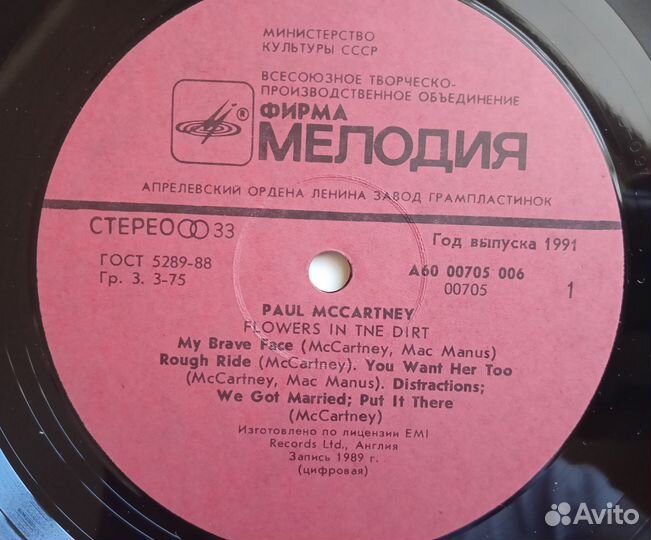 МИНИСТЕРСТВО
КУЛЬТУРЫ СССР
ВСЕСОЮЗНОЕ ТВОРЧЕСКО-
ПРОИЗВОДСТВЕННОЕ ОБЪЕДИНЕНИЕ
® ФИРМА
МЕЛОДИЯ
АПРЕЛЕВСКИЙ ОРДЕНА ЛЕНИНА ЗАВОД ГРАМПЛАСТИНОК
СТЕРЕО 33
Год выпуска 1991
ГОСТ 5289-88
Гр. 3. 3-75
А60 00705 006
00705
1
PAUL MCCARTNEY
FLOWERS IN TNE DIRT
My Brave Face (McCartney, Mac Manus)
Rough Ride (McCartney). You Want Her Too
(McCartney, Mac Manus). Distractions;
We Got Married; Put It There
(McCartney)
Изготовлено по лицензии EMI
Records Ltd., Англия
Запись 1989 г.
(цифровая)
Avito